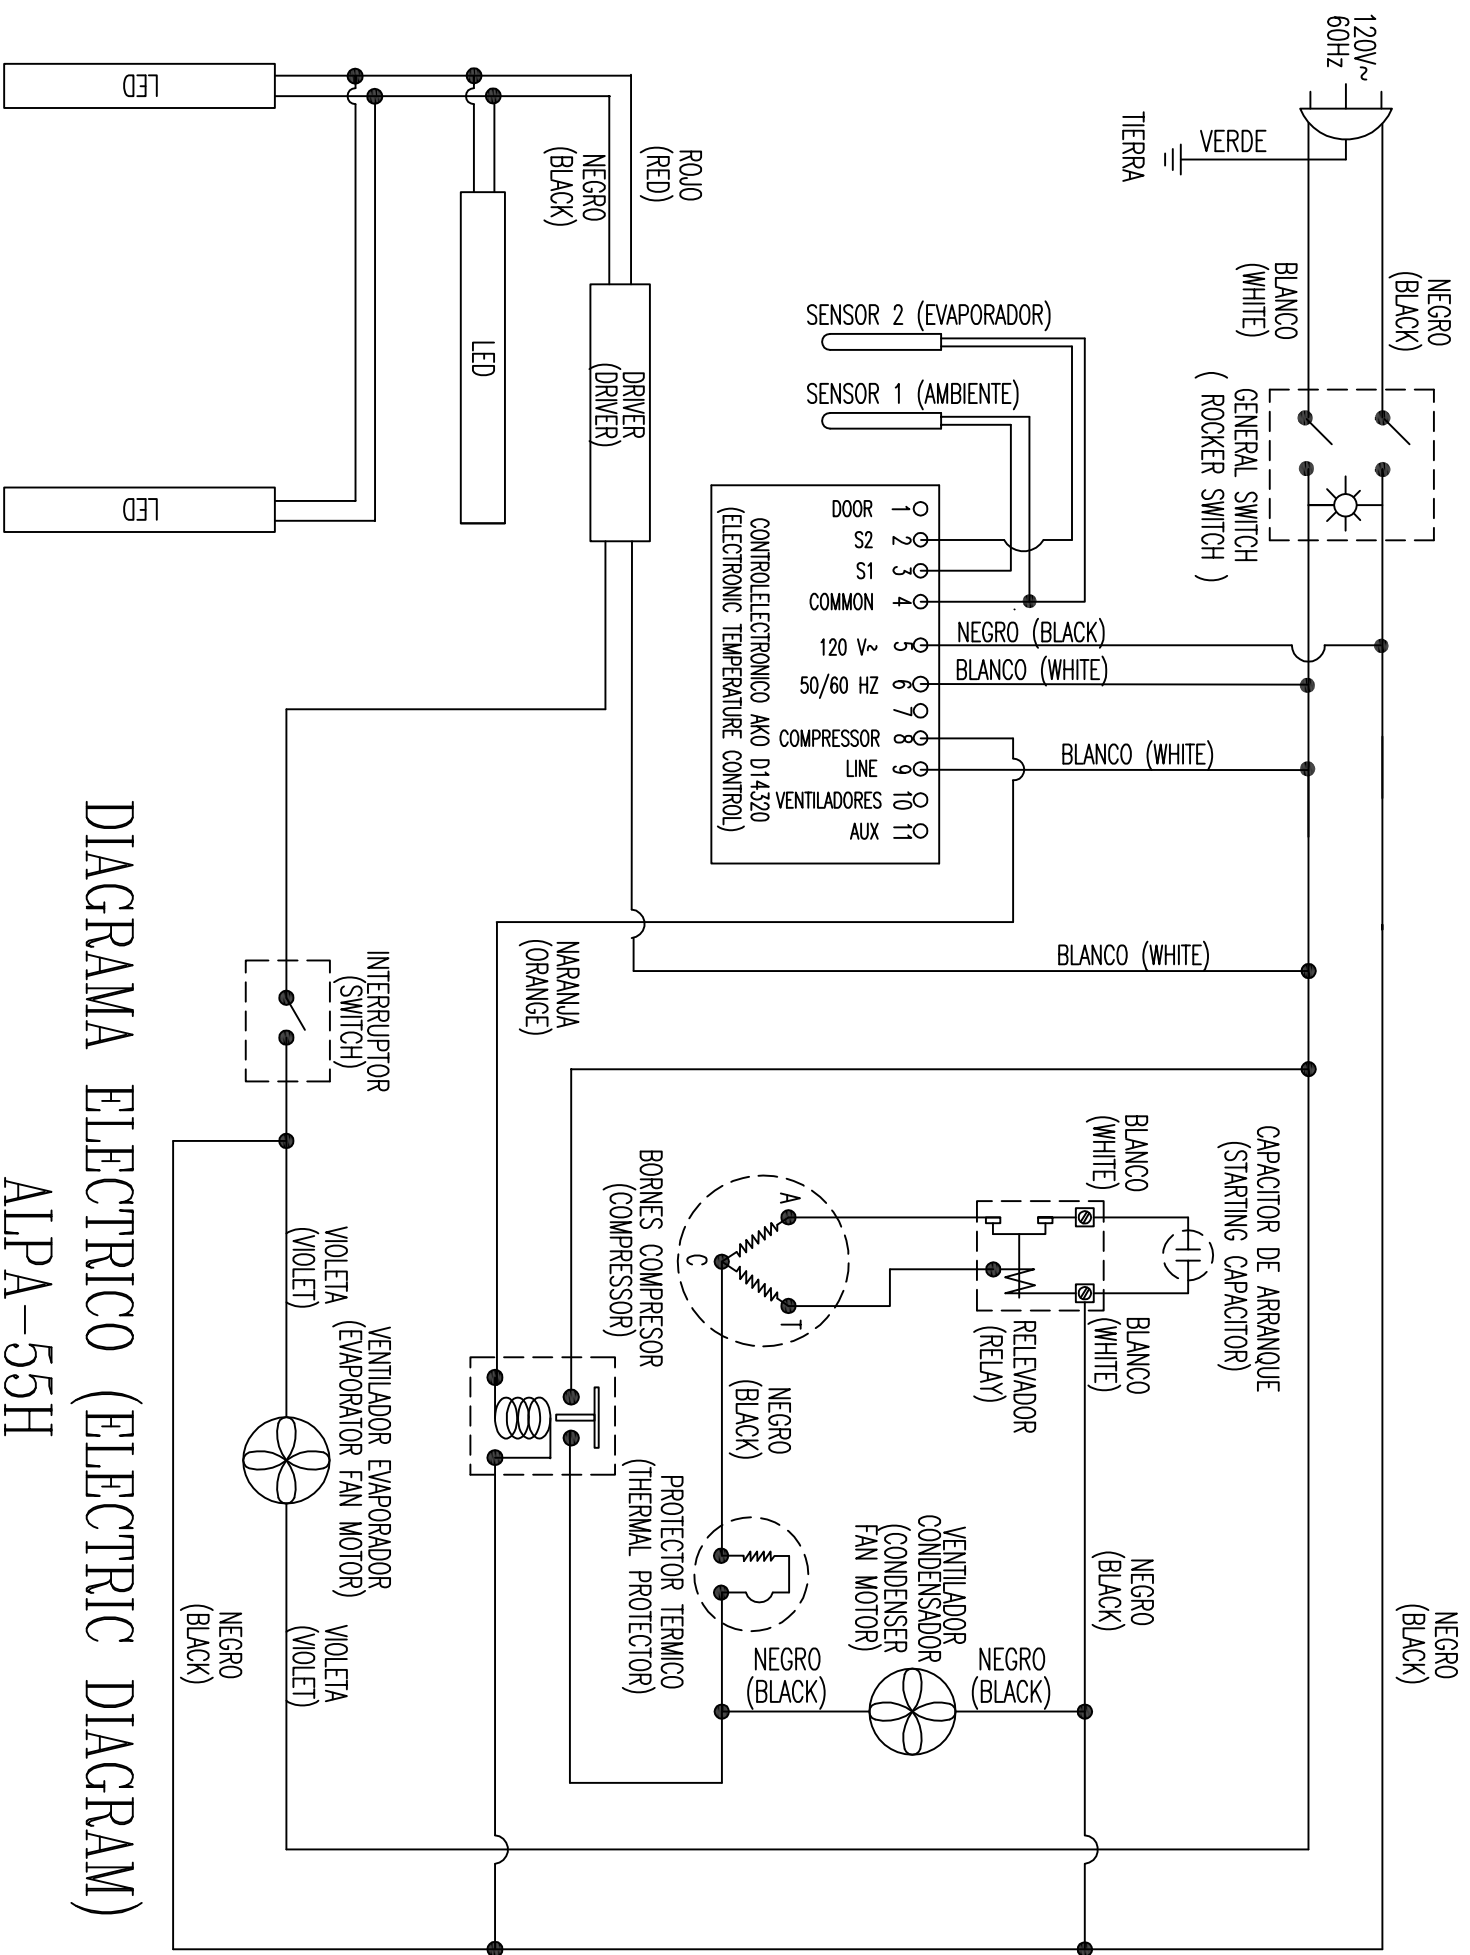 120V~
60Hz
VERDE
TIERRA
NEGRO
(BLACK)
BLANCO
(WHITE)
GENERAL SWITCH
( ROCKER SWITCH )
LED
LED
LED
ROJO
(RED)
NEGRO
(BLACK)
DRIVER
(DRIVER)
SENSOR 2 (EVAPORADOR)
SENSOR 1 (AMBIENTE)
DOOR 1
S2 2
S1 3
COMMON 4
120 V~ 5
50/60 HZ 6
7
COMPRESSOR 8
LINE 9
VENTILADORES 10
AUX 11
CONTROLELECTRONICO AKO D14320
(ELECTRONIC TEMPERATURE CONTROL)
NEGRO (BLACK)
BLANCO (WHITE)
BLANCO (WHITE)
BLANCO (WHITE)
NARANJA
(ORANGE)
INTERRUPTOR
(SWITCH)
CAPACITOR DE ARRANQUE
(STARTING CAPACITOR)
BLANCO
(WHITE)
BLANCO
(WHITE)
RELEVADOR
(RELAY)
A
C
T
BORNES COMPRESOR
(COMPRESSOR)
NEGRO
(BLACK)
PROTECTOR TERMICO
(THERMAL PROTECTOR)
VENTILADOR
CONDENSADOR
(CONDENSER
FAN MOTOR)
NEGRO
(BLACK)
NEGRO
(BLACK)
NEGRO
(BLACK)
NEGRO
(BLACK)
VIOLETA
(VIOLET)
VENTILADOR EVAPORADOR
(EVAPORATOR FAN MOTOR)
VIOLETA
(VIOLET)
NEGRO
(BLACK)
DIAGRAMA ELECTRICO (ELECTRIC DIAGRAM)
ALPA-55H